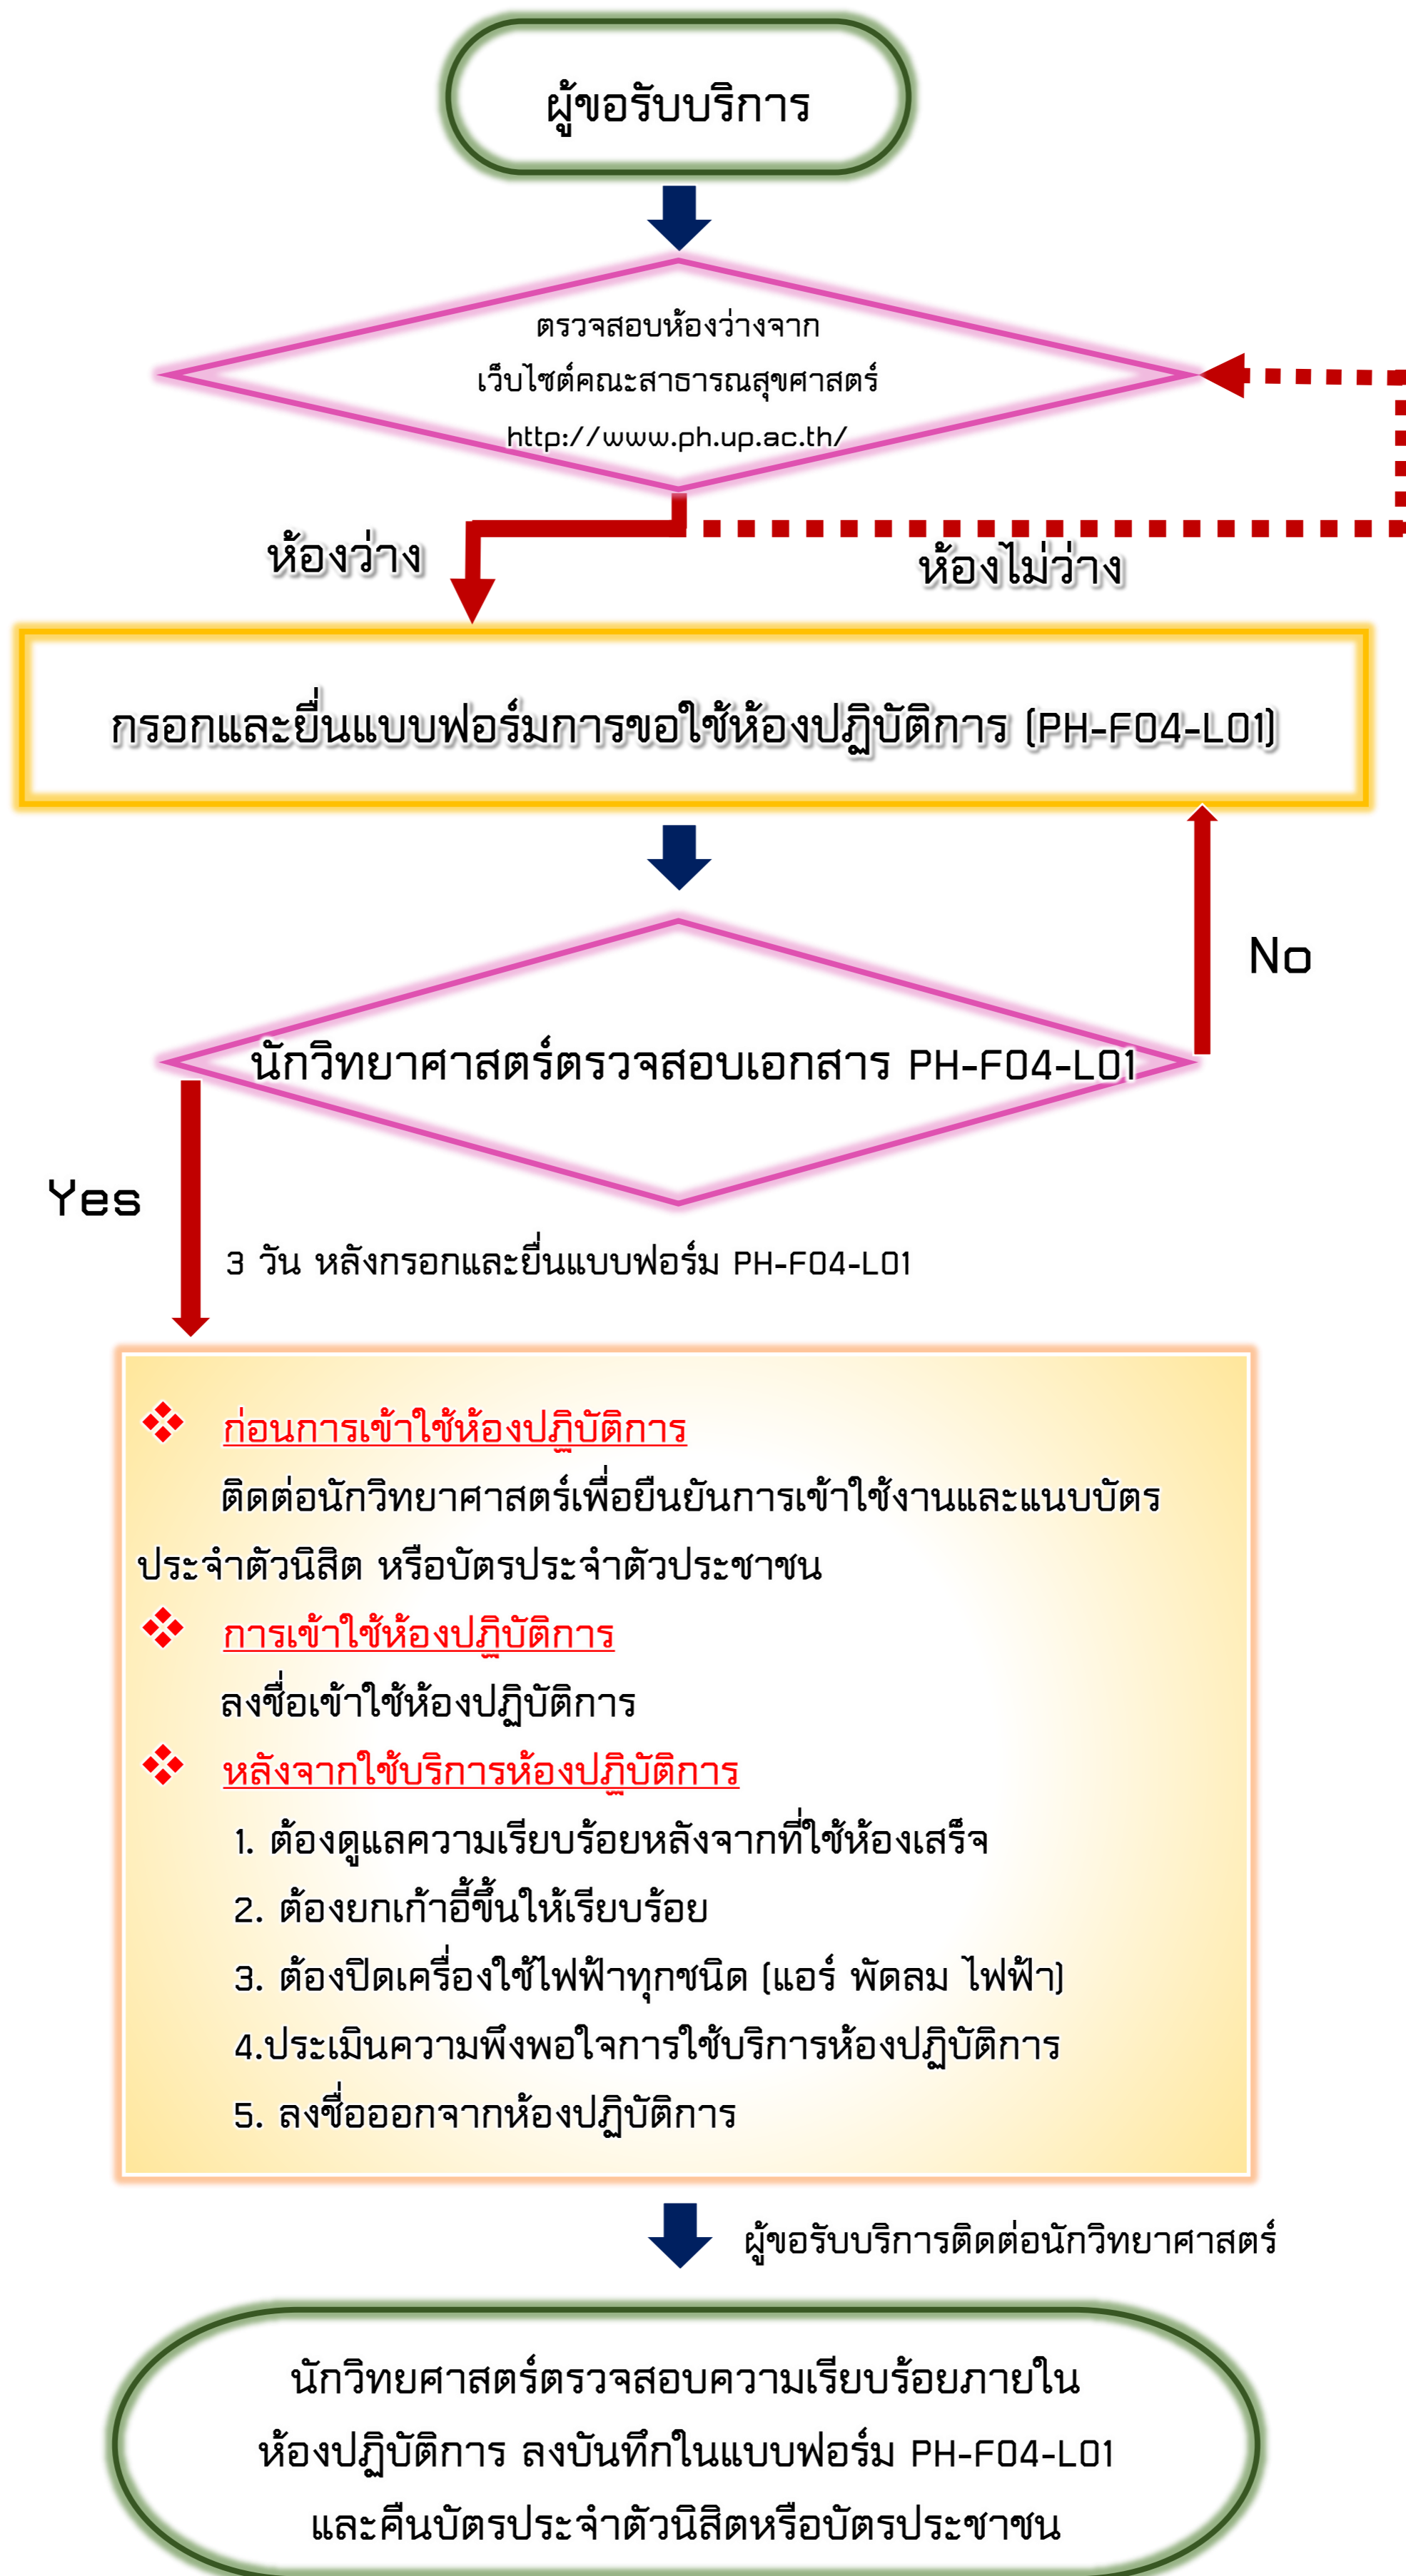 ผู้ขอรับบริการ
ตรวจสอบห้องว่างจาก
เว็บไซต์คณะสาธารณสุขศาสตร์
http://www.ph.up.ac.th/
ห้องว่าง
ห้องไม่ว่าง
กรอกและยื่นแบบฟอร์มการขอใช้ห้องปฏิบัติการ (PH-F04-L01)
No
นักวิทยาศาสตร์ตรวจสอบเอกสาร PH-F04-L01
Yes
3 วัน หลังกรอกและยื่นแบบฟอร์ม PH-F04-L01
ก่อนการเข้าใช้ห้องปฏิบัติการ
ติดต่อนักวิทยาศาสตร์เพื่อยืนยันการเข้าใช้งานและแนบบัตร
ประจำตัวนิสิต หรือบัตรประจำตัวประชาชน
การเข้าใช้ห้องปฏิบัติการ
ลงชื่อเข้าใช้ห้องปฏิบัติการ
หลังจากใช้บริการห้องปฏิบัติการ
1. ต้องดูแลความเรียบร้อยหลังจากที่ใช้ห้องเสร็จ
2. ต้องยกเก้าอี้ขึ้นให้เรียบร้อย
3. ต้องปิดเครื่องใช้ไฟฟ้าทุกชนิด (แอร์ พัดลม ไฟฟ้า)
4.ประเมินความพึงพอใจการใช้บริการห้องปฏิบัติการ
5. ลงชื่อออกจากห้องปฏิบัติการ
ผู้ขอรับบริการติดต่อนักวิทยาศาสตร์
นักวิทยศาสตร์ตรวจสอบความเรียบร้อยภายใน
ห้องปฏิบัติการ ลงบันทึกในแบบฟอร์ม PH-F04-L01
และคืนบัตรประจำตัวนิสิตหรือบัตรประชาชน